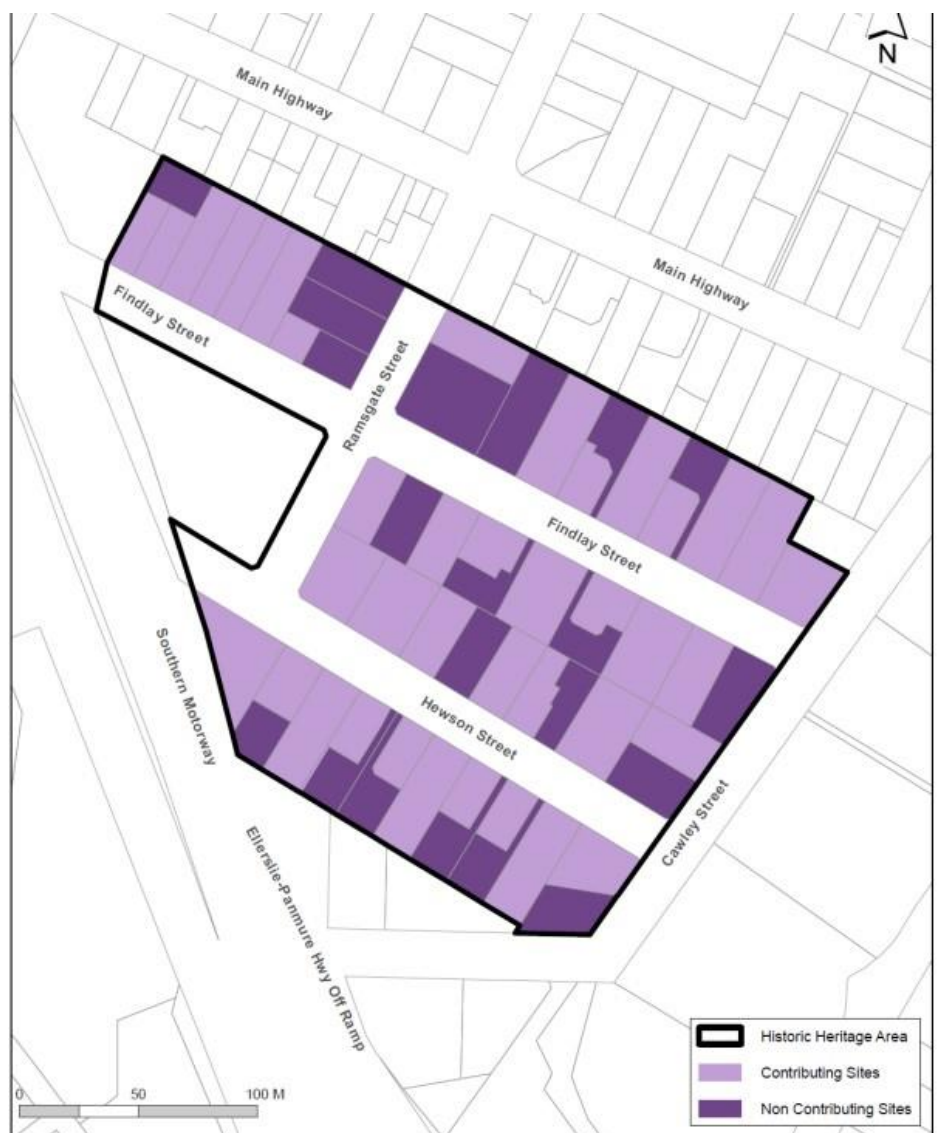 N
Main Highway
Main Highway
Findlay Street
Ramsgate Street
Findlay Street
Hewson Street
Southern Motorway
Cawley Street
Ellerslie-Panmure Hwy Off Ramp
0 50 100 M
Historic Heritage Area
Contributing Sites
Non Contributing Sites